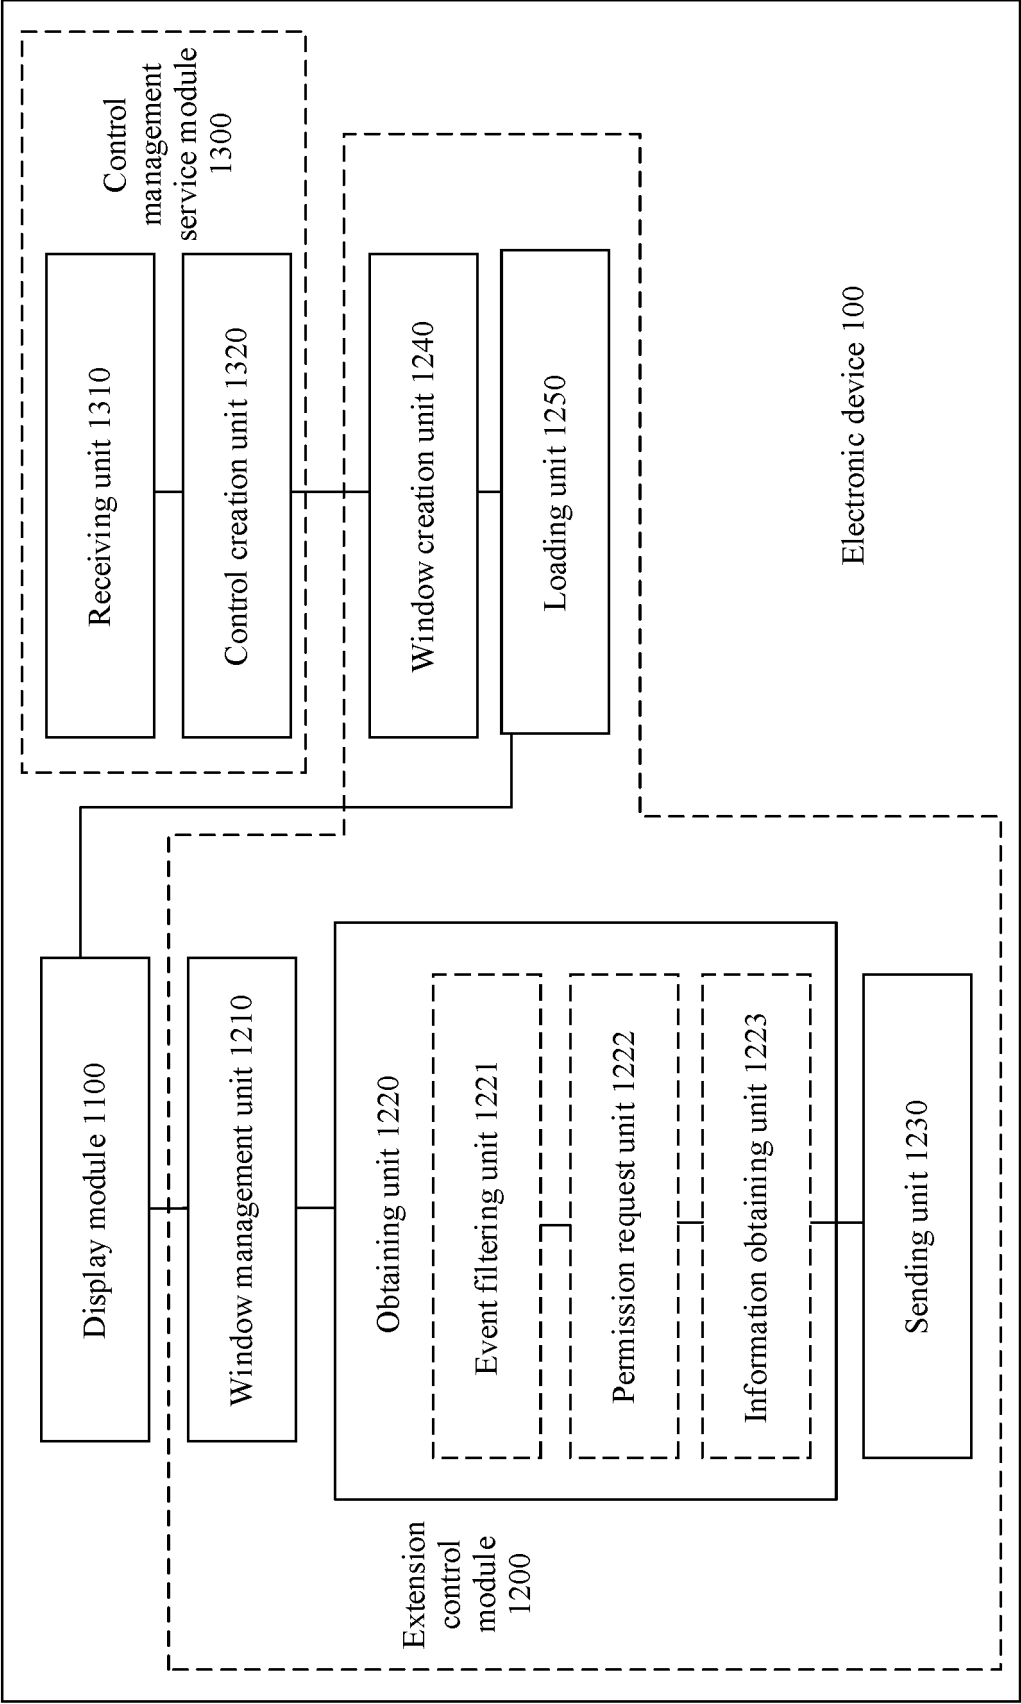 Display module 1100
Window management unit 1210
Obtaining unit 1220
Event filtering unit 1221
Permission request unit 1222
Information obtaining unit 1223
Sending unit 1230
Extension
control
module
1200
Receiving unit 1310
Control creation unit 1320
Control
management
service module
1300
Window creation unit 1240
Loading unit 1250
Electronic device 100